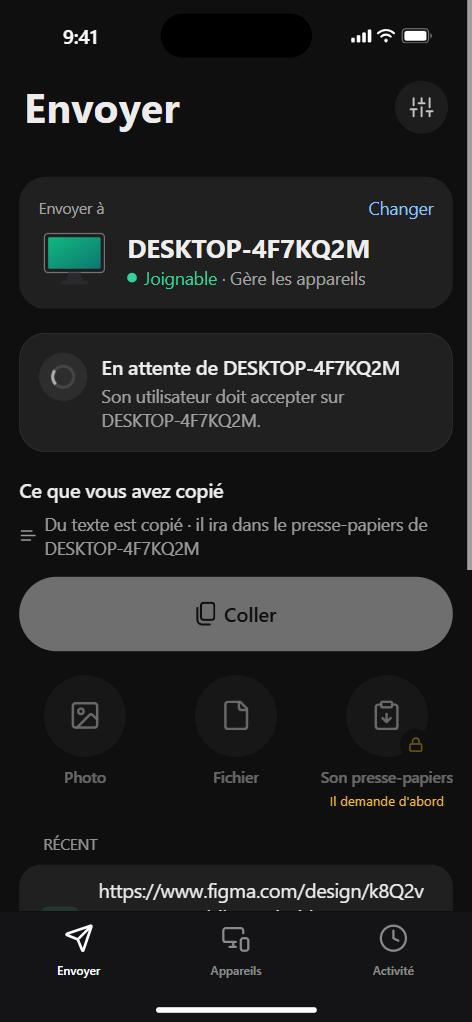 9:41
Envoyer
Envoyer à
Changer
DESKTOP-4F7KQ2M
Joignable · Gère les appareils
En attente de DESKTOP-4F7KQ2M
Son utilisateur doit accepter sur
DESKTOP-4F7KQ2M.
Ce que vous avez copié
Du texte est copié · il ira dans le presse-papiers de
DESKTOP-4F7KQ2M
Coller
Photo
Fichier
Son presse-papiers
Il demande d'abord
RÉCENT
https://www.figma.com/design/k8Q2v
Envoyer
Appareils
Activité